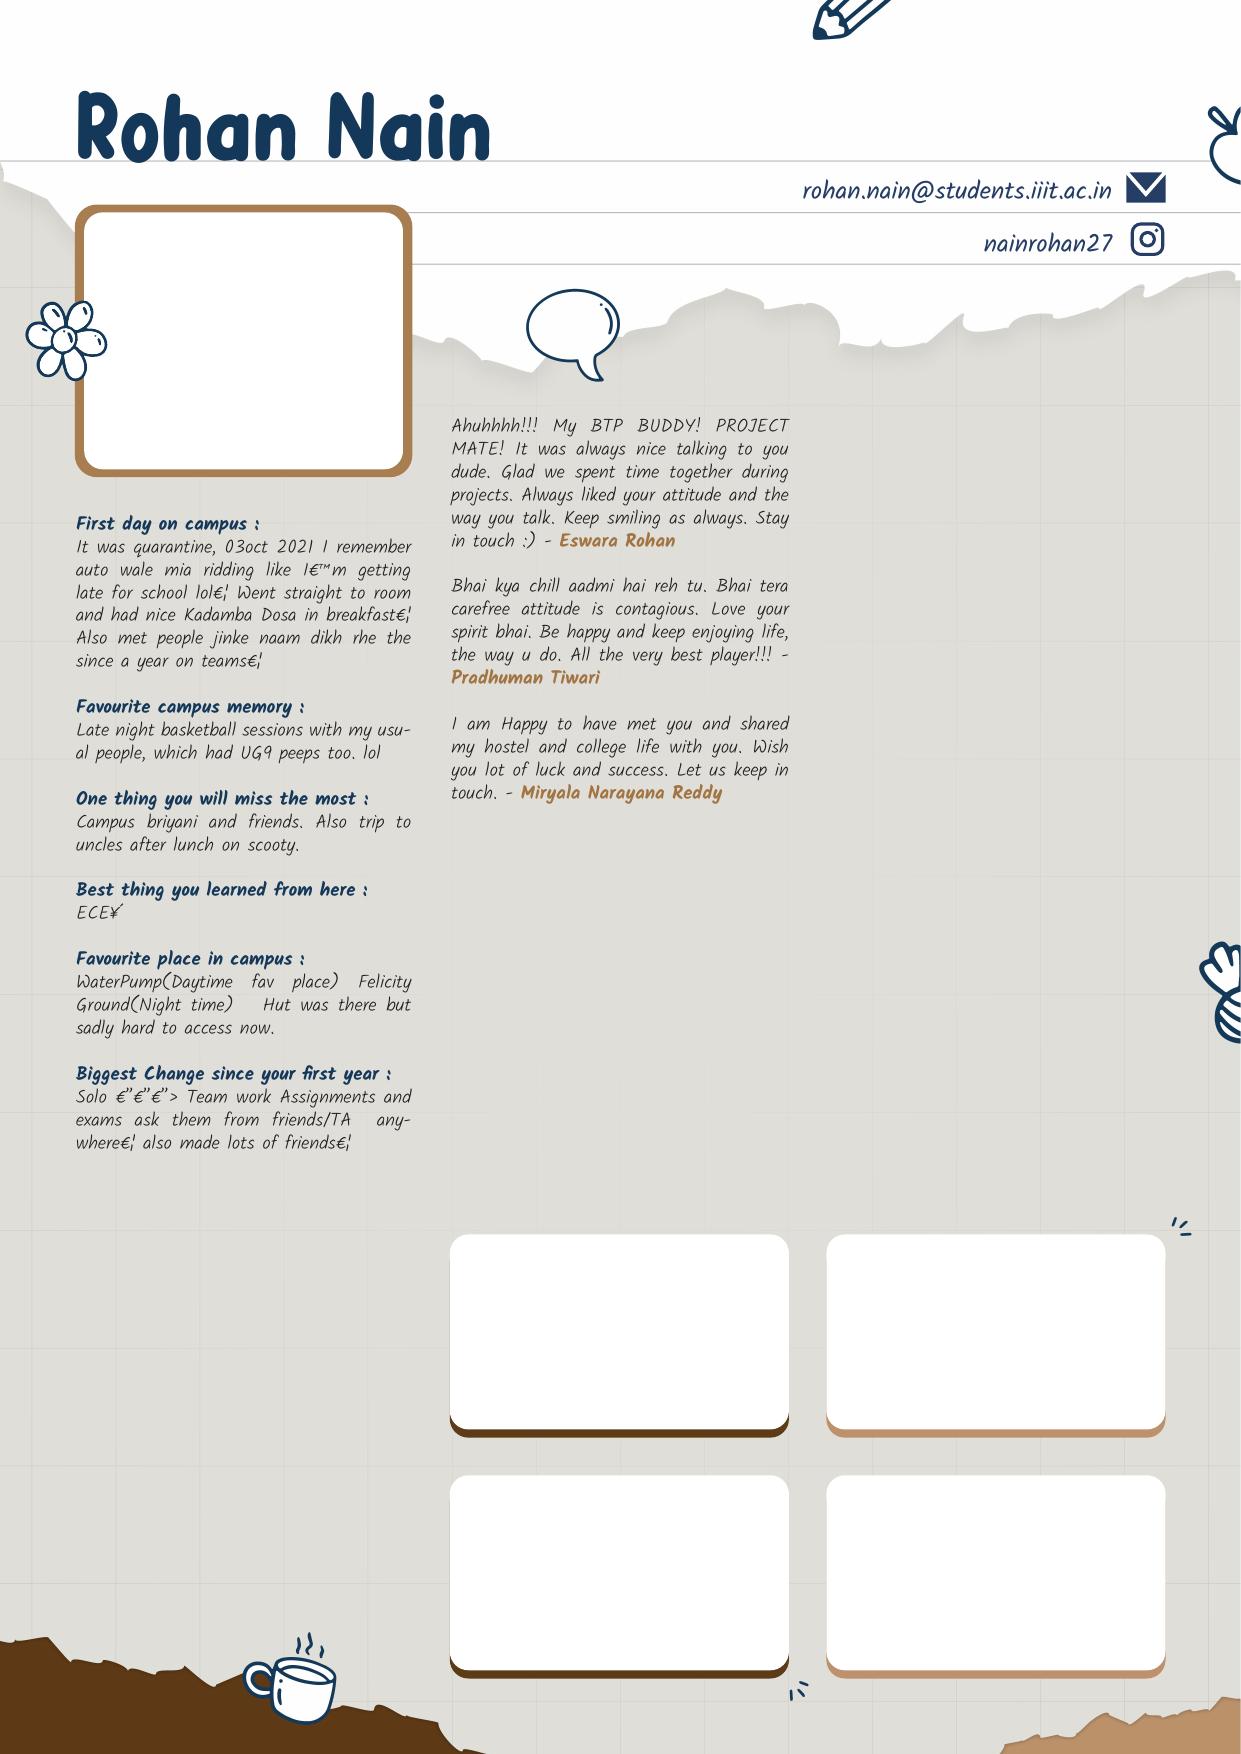 Rohan Nain
rohan.nain@students.iiit.ac.in
nainrohan27
First day on campus :
It was quarantine, 03oct 2021 I remember
auto wale mia ridding like I€™m getting
late for school lol€¦ Went straight to room
and had nice Kadamba Dosa in breakfast€¦
Also met people jinke naam dikh rhe the
since a year on teams€¦
Favourite campus memory :
Late night basketball sessions with my usu-
al people, which had UG9 peeps too. lol
One thing you will miss the most :
Campus briyani and friends. Also trip to
uncles after lunch on scooty.
Best thing you learned from here :
ECE¥´
Favourite place in campus :
WaterPump(Daytime fav place) Felicity
Ground(Night time) Hut was there but
sadly hard to access now.
Biggest Change since your first year :
Solo €”€”€”> Team work Assignments and
exams ask them from friends/TA any-
where€¦ also made lots of friends€¦
Ahuhhhh!!! My BTP BUDDY! PROJECT
MATE! It was always nice talking to you
dude. Glad we spent time together during
projects. Always liked your attitude and the
way you talk. Keep smiling as always. Stay
in touch :) - Eswara Rohan
Bhai kya chill aadmi hai reh tu. Bhai tera
carefree attitude is contagious. Love your
spirit bhai. Be happy and keep enjoying life,
the way u do. All the very best player!!! -
Pradhuman Tiwari
I am Happy to have met you and shared
my hostel and college life with you. Wish
you lot of luck and success. Let us keep in
touch. - Miryala Narayana Reddy